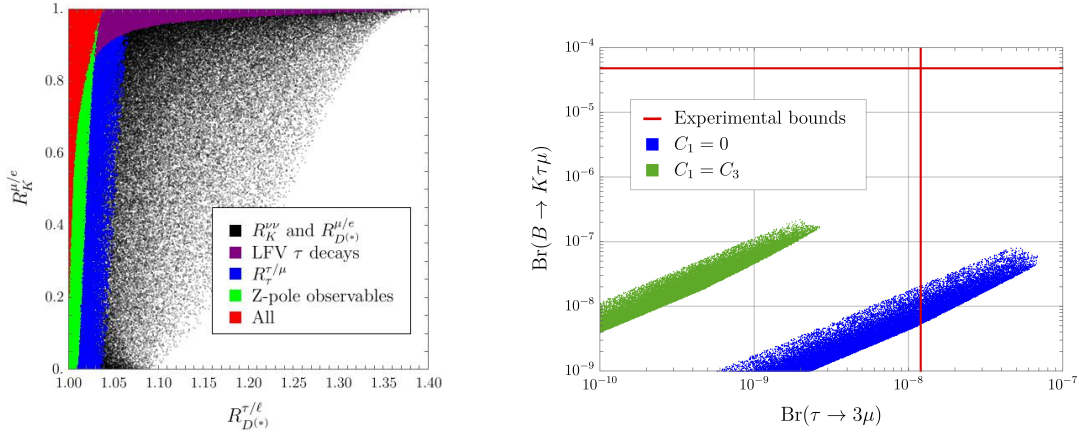 1.
0.8
0.6
0.4
0.2
0.
1.00 1.05 1.10 1.15 1.20 1.25 1.30 1.35 1.40
R_K^{μ/e}
R_{D^{(*)}}^{τ/ℓ}
R_K^{νν} and R_{D^{(*)}}^{μ/e}
LFV τ decays
R_τ^{τ/μ}
Z-pole observables
All
10^{-4}
10^{-5}
10^{-6}
10^{-7}
10^{-8}
10^{-9}
10^{-10} 10^{-9} 10^{-8} 10^{-7}
Br(B → Kτμ)
Br(τ → 3μ)
Experimental bounds
C_1 = 0
C_1 = C_3